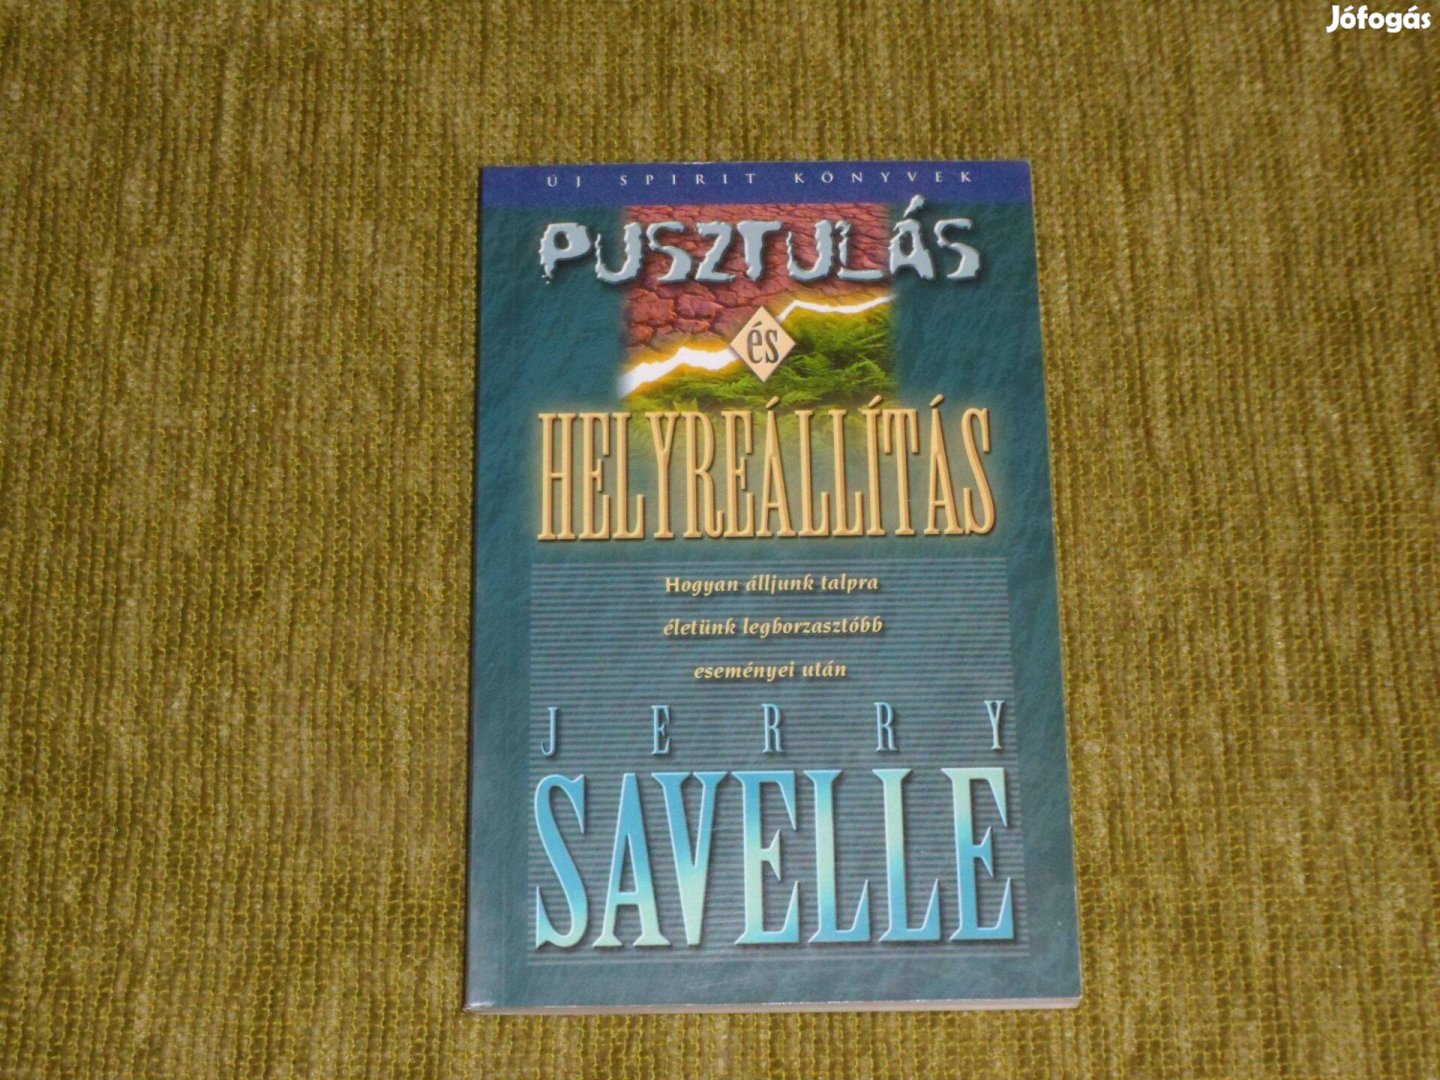 Jófogás
ÚJ SPIRIT KÖNYVEK
PUSZTULÁS
és
HELYREÁLLÍTÁS
Hogyan álljunk talpra
életünk legborzasztóbb
eseményei után
JERRY
SAVELLE